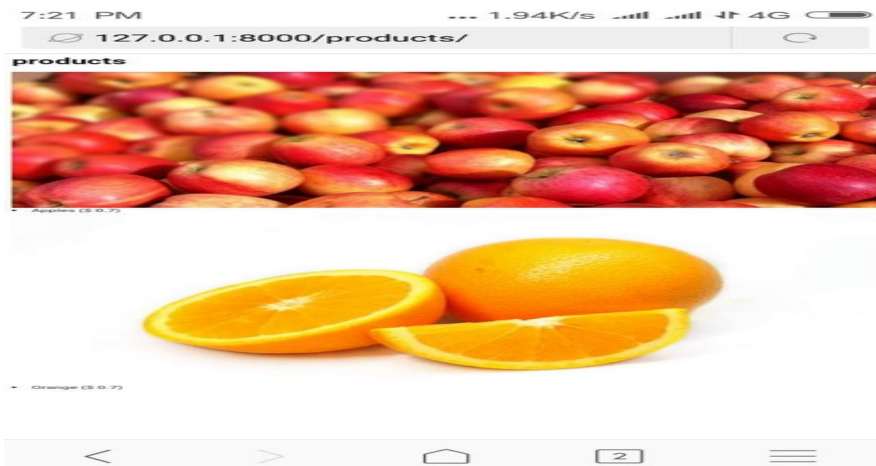 7:21 PM ... 1.94K/s 4G
127.0.0.1:8000/products/
products
• Apples ($ 0.7)
• Orange ($ 0.7)
2